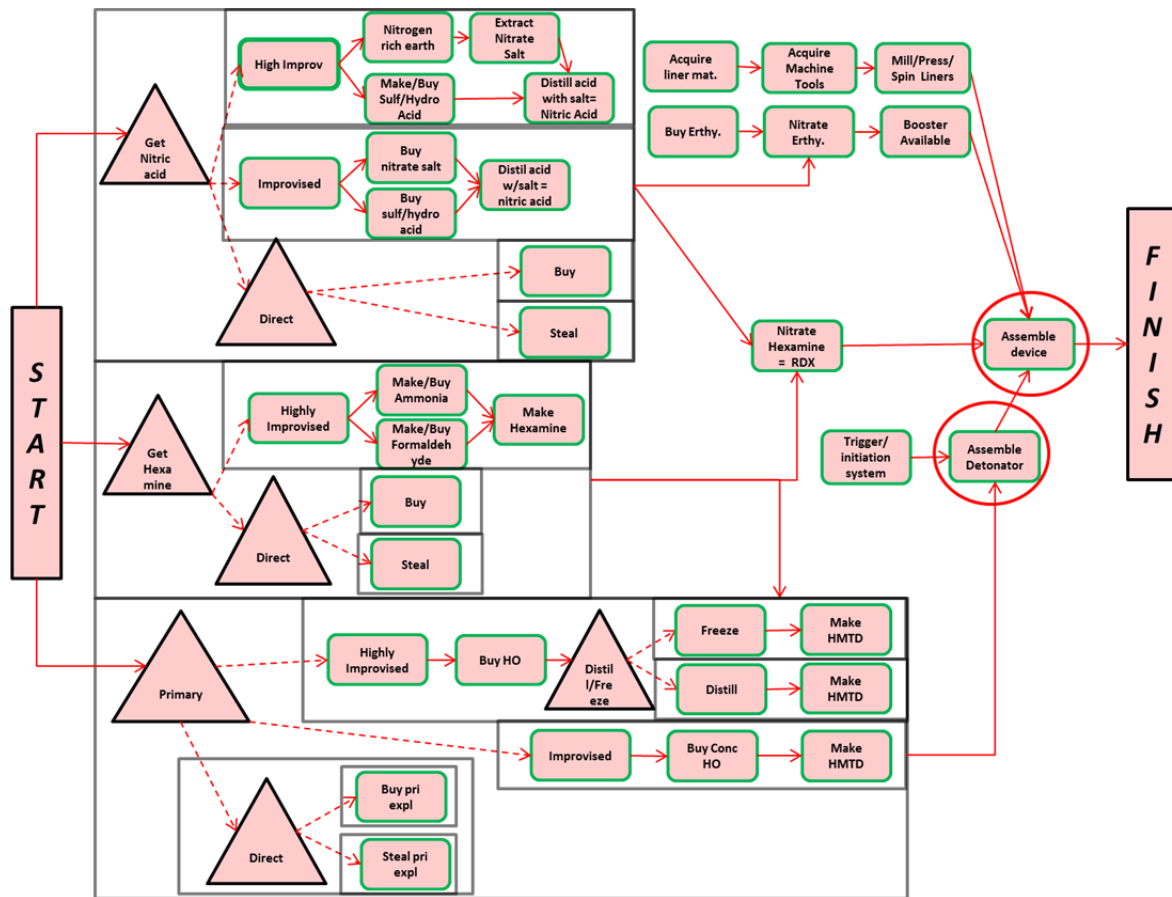 START
Get
Nitric
acid
High Improv
Nitrogen
rich earth
Extract
Nitrate
Salt
Make/Buy
Sulf/Hydro
Acid
Distill acid
with salt=
Nitric Acid
Improvised
Buy
nitrate salt
Buy
sulf/hydro
acid
Distil acid
w/salt =
nitric acid
Direct
Buy
Steal
Acquire
liner mat.
Acquire
Machine
Tools
Mill/Press/
Spin Liners
Buy Erthy.
Nitrate
Erthy.
Booster
Available
Get
Hexa
mine
Highly
Improvised
Make/Buy
Ammonia
Make/Buy
Formaldeh
yde
Make
Hexamine
Direct
Buy
Steal
Nitrate
Hexamine
= RDX
Assemble
device
Trigger/
initiation
system
Assemble
Detonator
Primary
Highly
Improvised
Buy HO
Distil
l/Fre
eze
Freeze
Make
HMTD
Distill
Make
HMTD
Improvised
Buy Conc
HO
Make
HMTD
Direct
Buy pri
expl
Steal pri
expl
FINISH